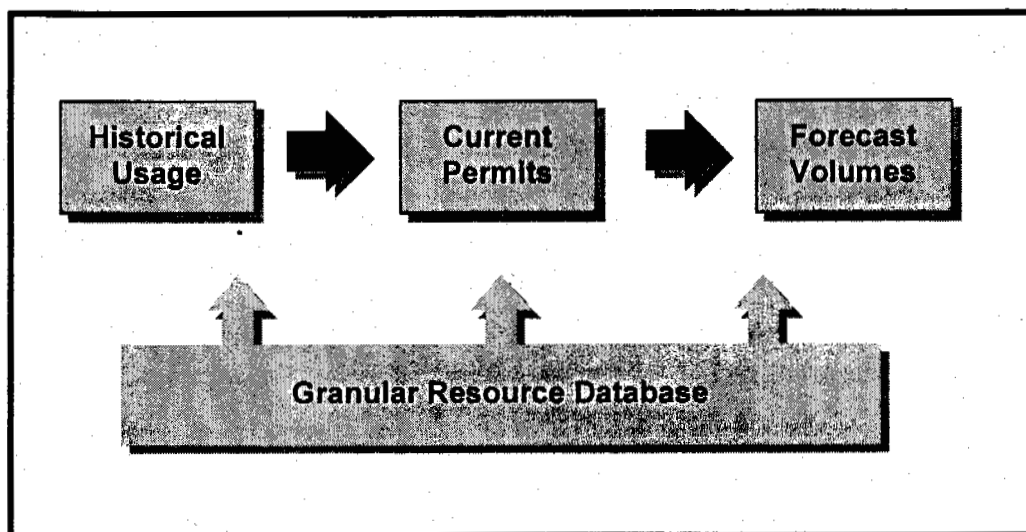 Historical
Usage
Current
Permits
Forecast
Volumes
Granular Resource Database